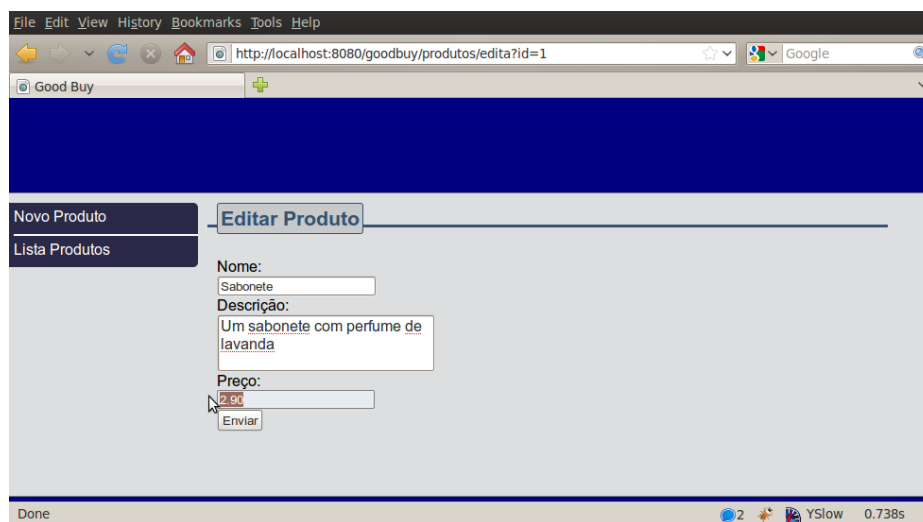 File Edit View History Bookmarks Tools Help
http://localhost:8080/goodbuy/produtos/edita?id=1
Google
Good Buy
Novo Produto
Lista Produtos
Editar Produto
Nome:
Sabonete
Descrição:
Um sabonete com perfume de
lavanda
Preço:
2.90
Enviar
Done
2
YSlow
0.738s